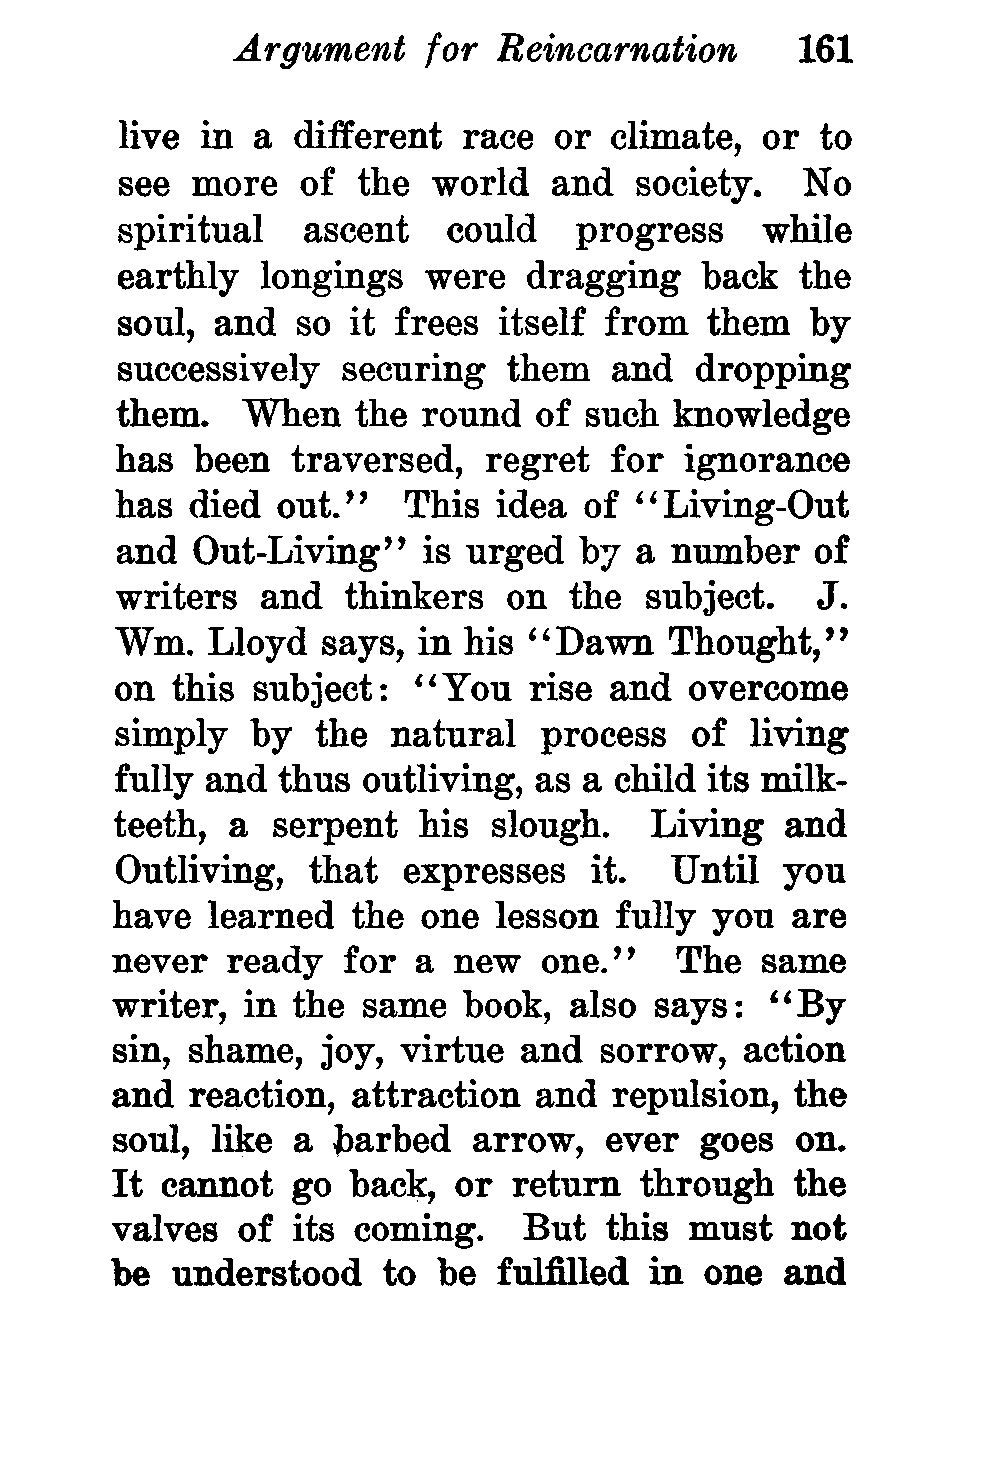 Argument for Reincarnation 161
live in a different race or climate, or to
see more of the world and society. No
spiritual ascent could progress while
earthly longings were dragging back the
soul, and so it frees itself from them by
successively securing them and dropping
them. When the round of such knowledge
has been traversed, regret for ignorance
has died out.'' This idea of ``Living-Out
and Out-Living'' is urged by a number of
writers and thinkers on the subject. J.
Wm. Lloyd says, in his ``Dawn Thought,''
on this subject: ``You rise and overcome
simply by the natural process of living
fully and thus outliving, as a child its milk-
teeth, a serpent his slough. Living and
Outliving, that expresses it. Until you
have learned the one lesson fully you are
never ready for a new one.'' The same
writer, in the same book, also says: ``By
sin, shame, joy, virtue and sorrow, action
and reaction, attraction and repulsion, the
soul, like a barbed arrow, ever goes on.
It cannot go back, or return through the
valves of its coming. But this must not
be understood to be fulfilled in one and